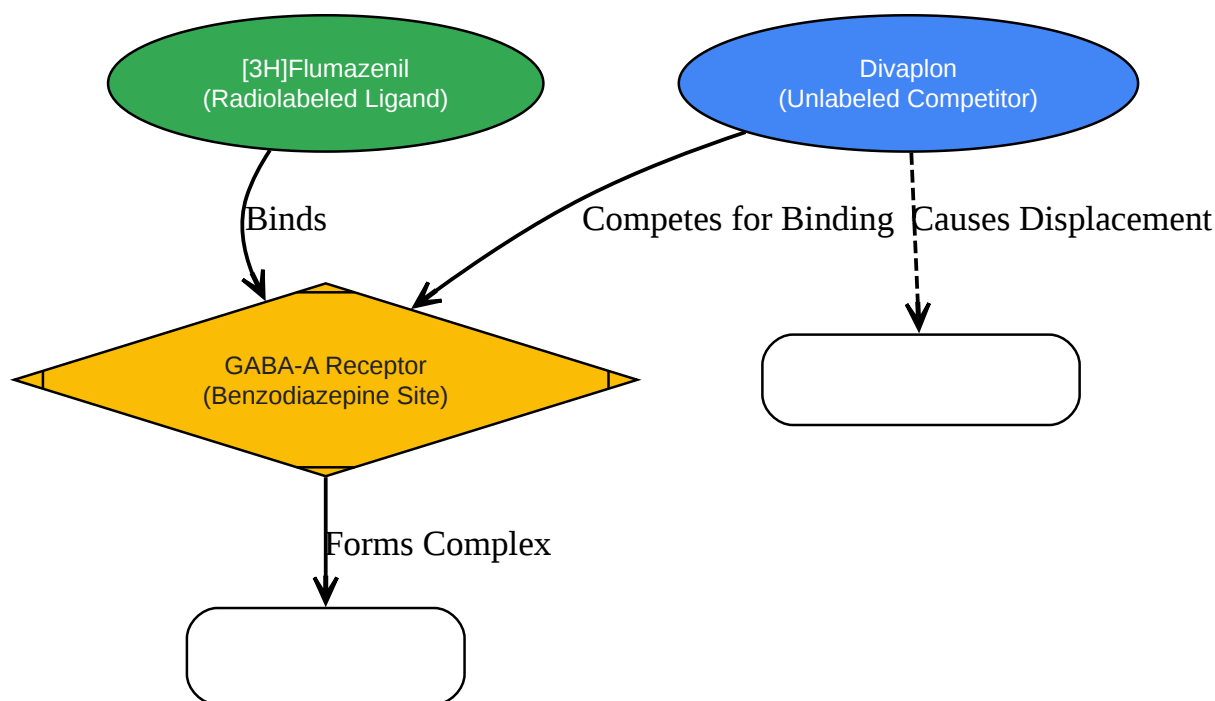 [3H]Flumazenil
(Radiolabeled Ligand)
Divaplon
(Unlabeled Competitor)
Binds
Competes for Binding
Causes Displacement
GABA-A Receptor
(Benzodiazepine Site)
Forms Complex